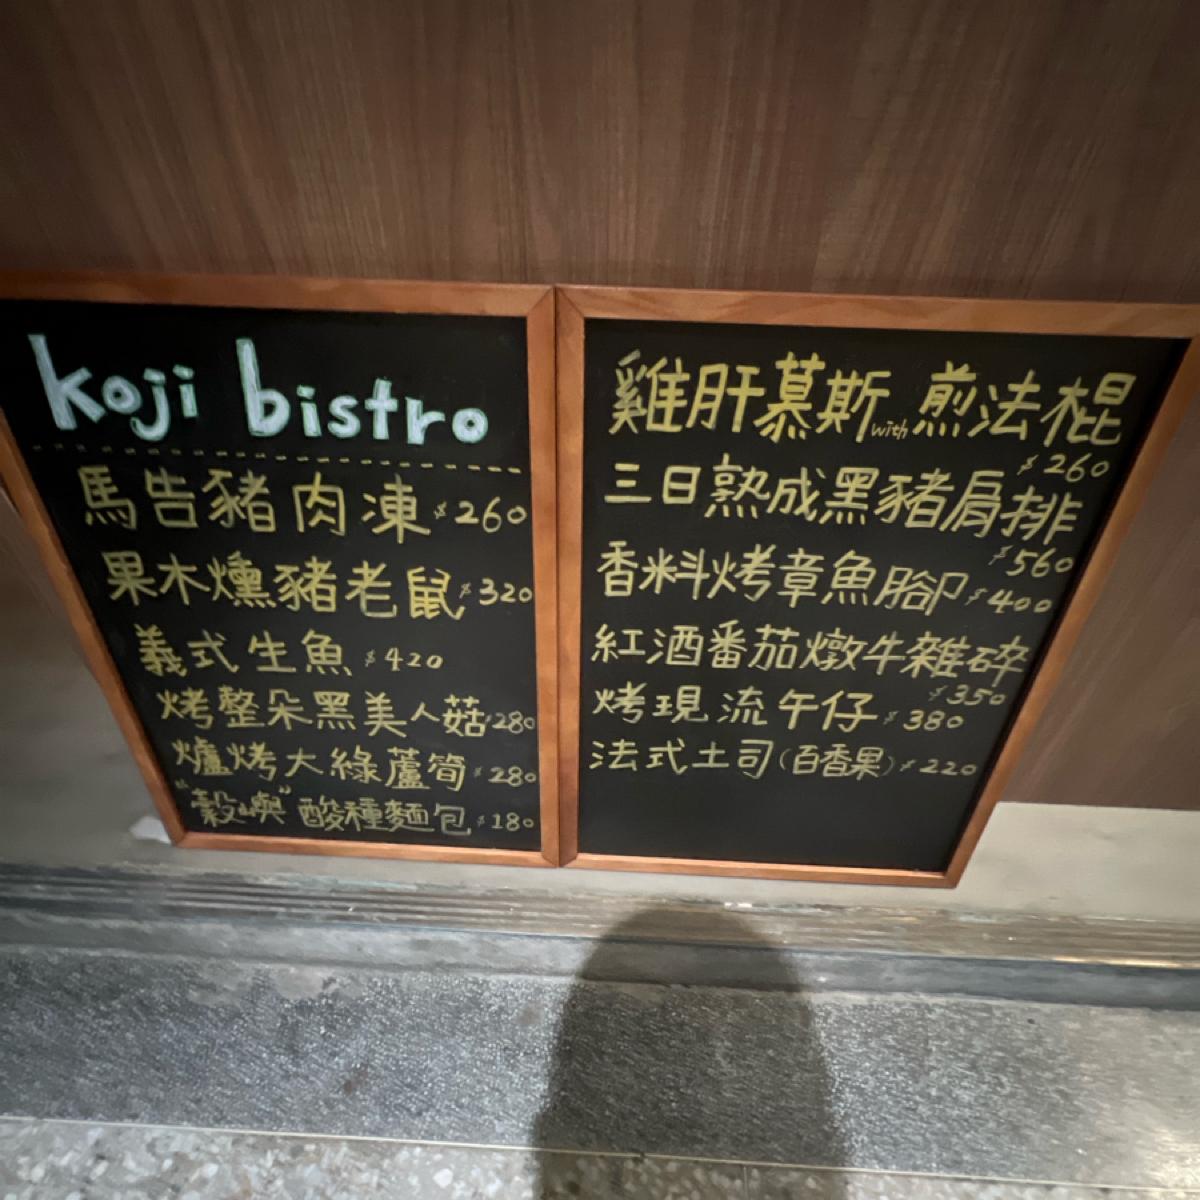 koji bistro
馬告豬肉凍 $260
果木燻豬老鼠 $320
義式生魚 $420
烤整朵黑美人菇 $280
爐烤大綠蘆筍 $280
"穀嶼"酸種麵包 $180
雞肝慕斯 with 煎法棍
$260
三日熟成黑豬肩排
$560
香料烤章魚腳 $400
紅酒番茄燉牛雜碎
$350
烤現流午仔 $380
法式土司(百香果) $220